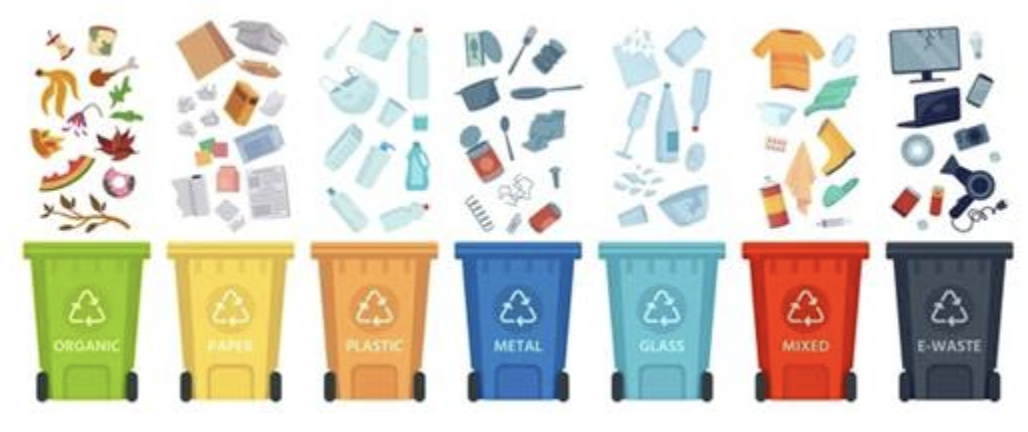 ORGANIC
PAPER
PLASTIC
METAL
GLASS
MIXED
E-WASTE